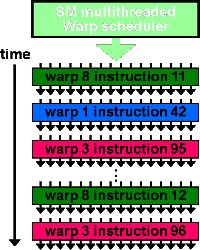 SM multithreaded
Warp scheduler
time
warp 8 instruction 11
warp 1 instruction 42
warp 3 instruction 95
warp 8 instruction 12
warp 3 instruction 96